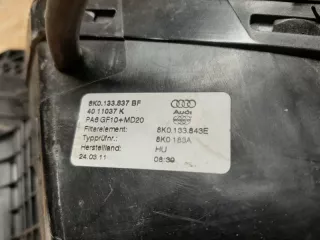 8K0.133.837 BF
40 11037 K
Audi
PA6 GF10+MD20
Filterelement: 8K0.133.843E
Typprüfnr.: 8K0 183A
Herstelland: HU
24.03.11 06:39